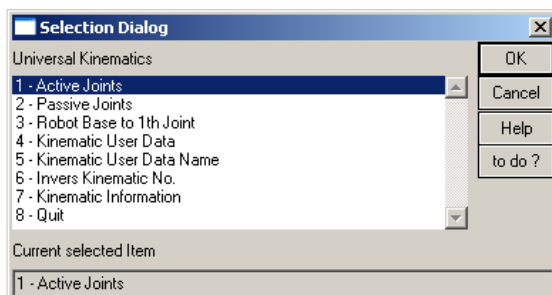 Selection Dialog
Universal Kinematics
1 - Active Joints
2 - Passive Joints
3 - Robot Base to 1th Joint
4 - Kinematic User Data
5 - Kinematic User Data Name
6 - Invers Kinematic No.
7 - Kinematic Information
8 - Quit
OK
Cancel
Help
to do ?
Current selected Item
1 - Active Joints